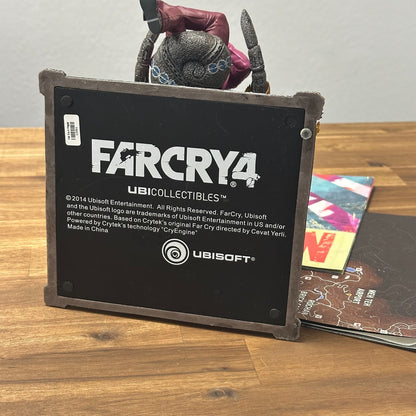 FARCRY4®
UBICOLLECTIBLES™
© 2014 Ubisoft Entertainment. All Rights Reserved. FarCry, Ubisoft
and the Ubisoft logo are trademarks of Ubisoft Entertainment in US and/or
other countries. Based on Crytek's original Far Cry directed by Cevat Yerli.
Powered by Crytek's technology "CryEngine"
Made in China
UBISOFT®